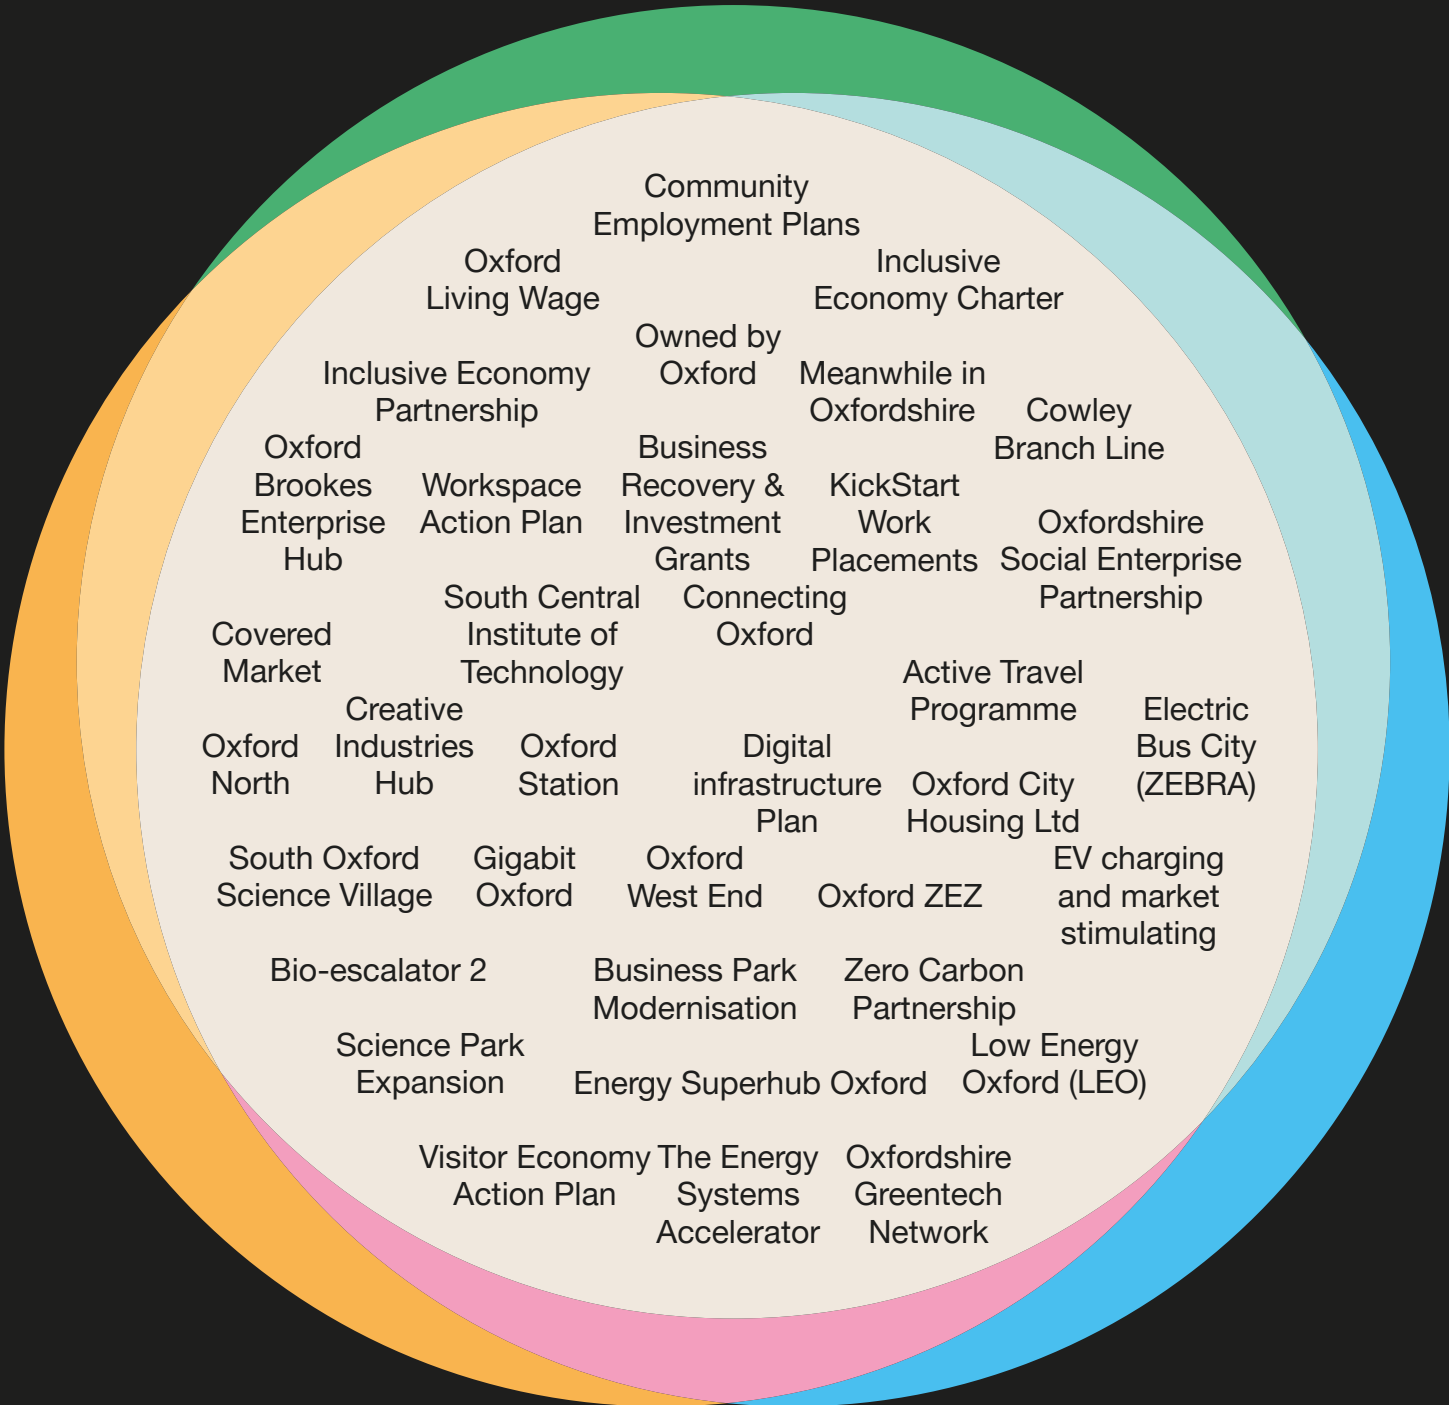 Community
Employment Plans
Oxford
Living Wage
Inclusive
Economy Charter
Owned by
Oxford
Inclusive Economy
Partnership
Meanwhile in
Oxfordshire
Cowley
Branch Line
Oxford
Brookes
Enterprise
Hub
Workspace
Action Plan
Business
Recovery &
Investment
Grants
KickStart
Work
Placements
Oxfordshire
Social Enterprise
Partnership
South Central
Institute of
Technology
Connecting
Oxford
Covered
Market
Active Travel
Programme
Electric
Bus City
(ZEBRA)
Creative
Industries
Hub
Oxford
North
Oxford
Station
Digital
infrastructure
Plan
Oxford City
Housing Ltd
South Oxford
Science Village
Gigabit
Oxford
Oxford
West End
Oxford ZEZ
EV charging
and market
stimulating
Bio-escalator 2
Business Park
Modernisation
Zero Carbon
Partnership
Science Park
Expansion
Energy Superhub Oxford
Low Energy
Oxford (LEO)
Visitor Economy
Action Plan
The Energy
Systems
Accelerator
Oxfordshire
Greentech
Network